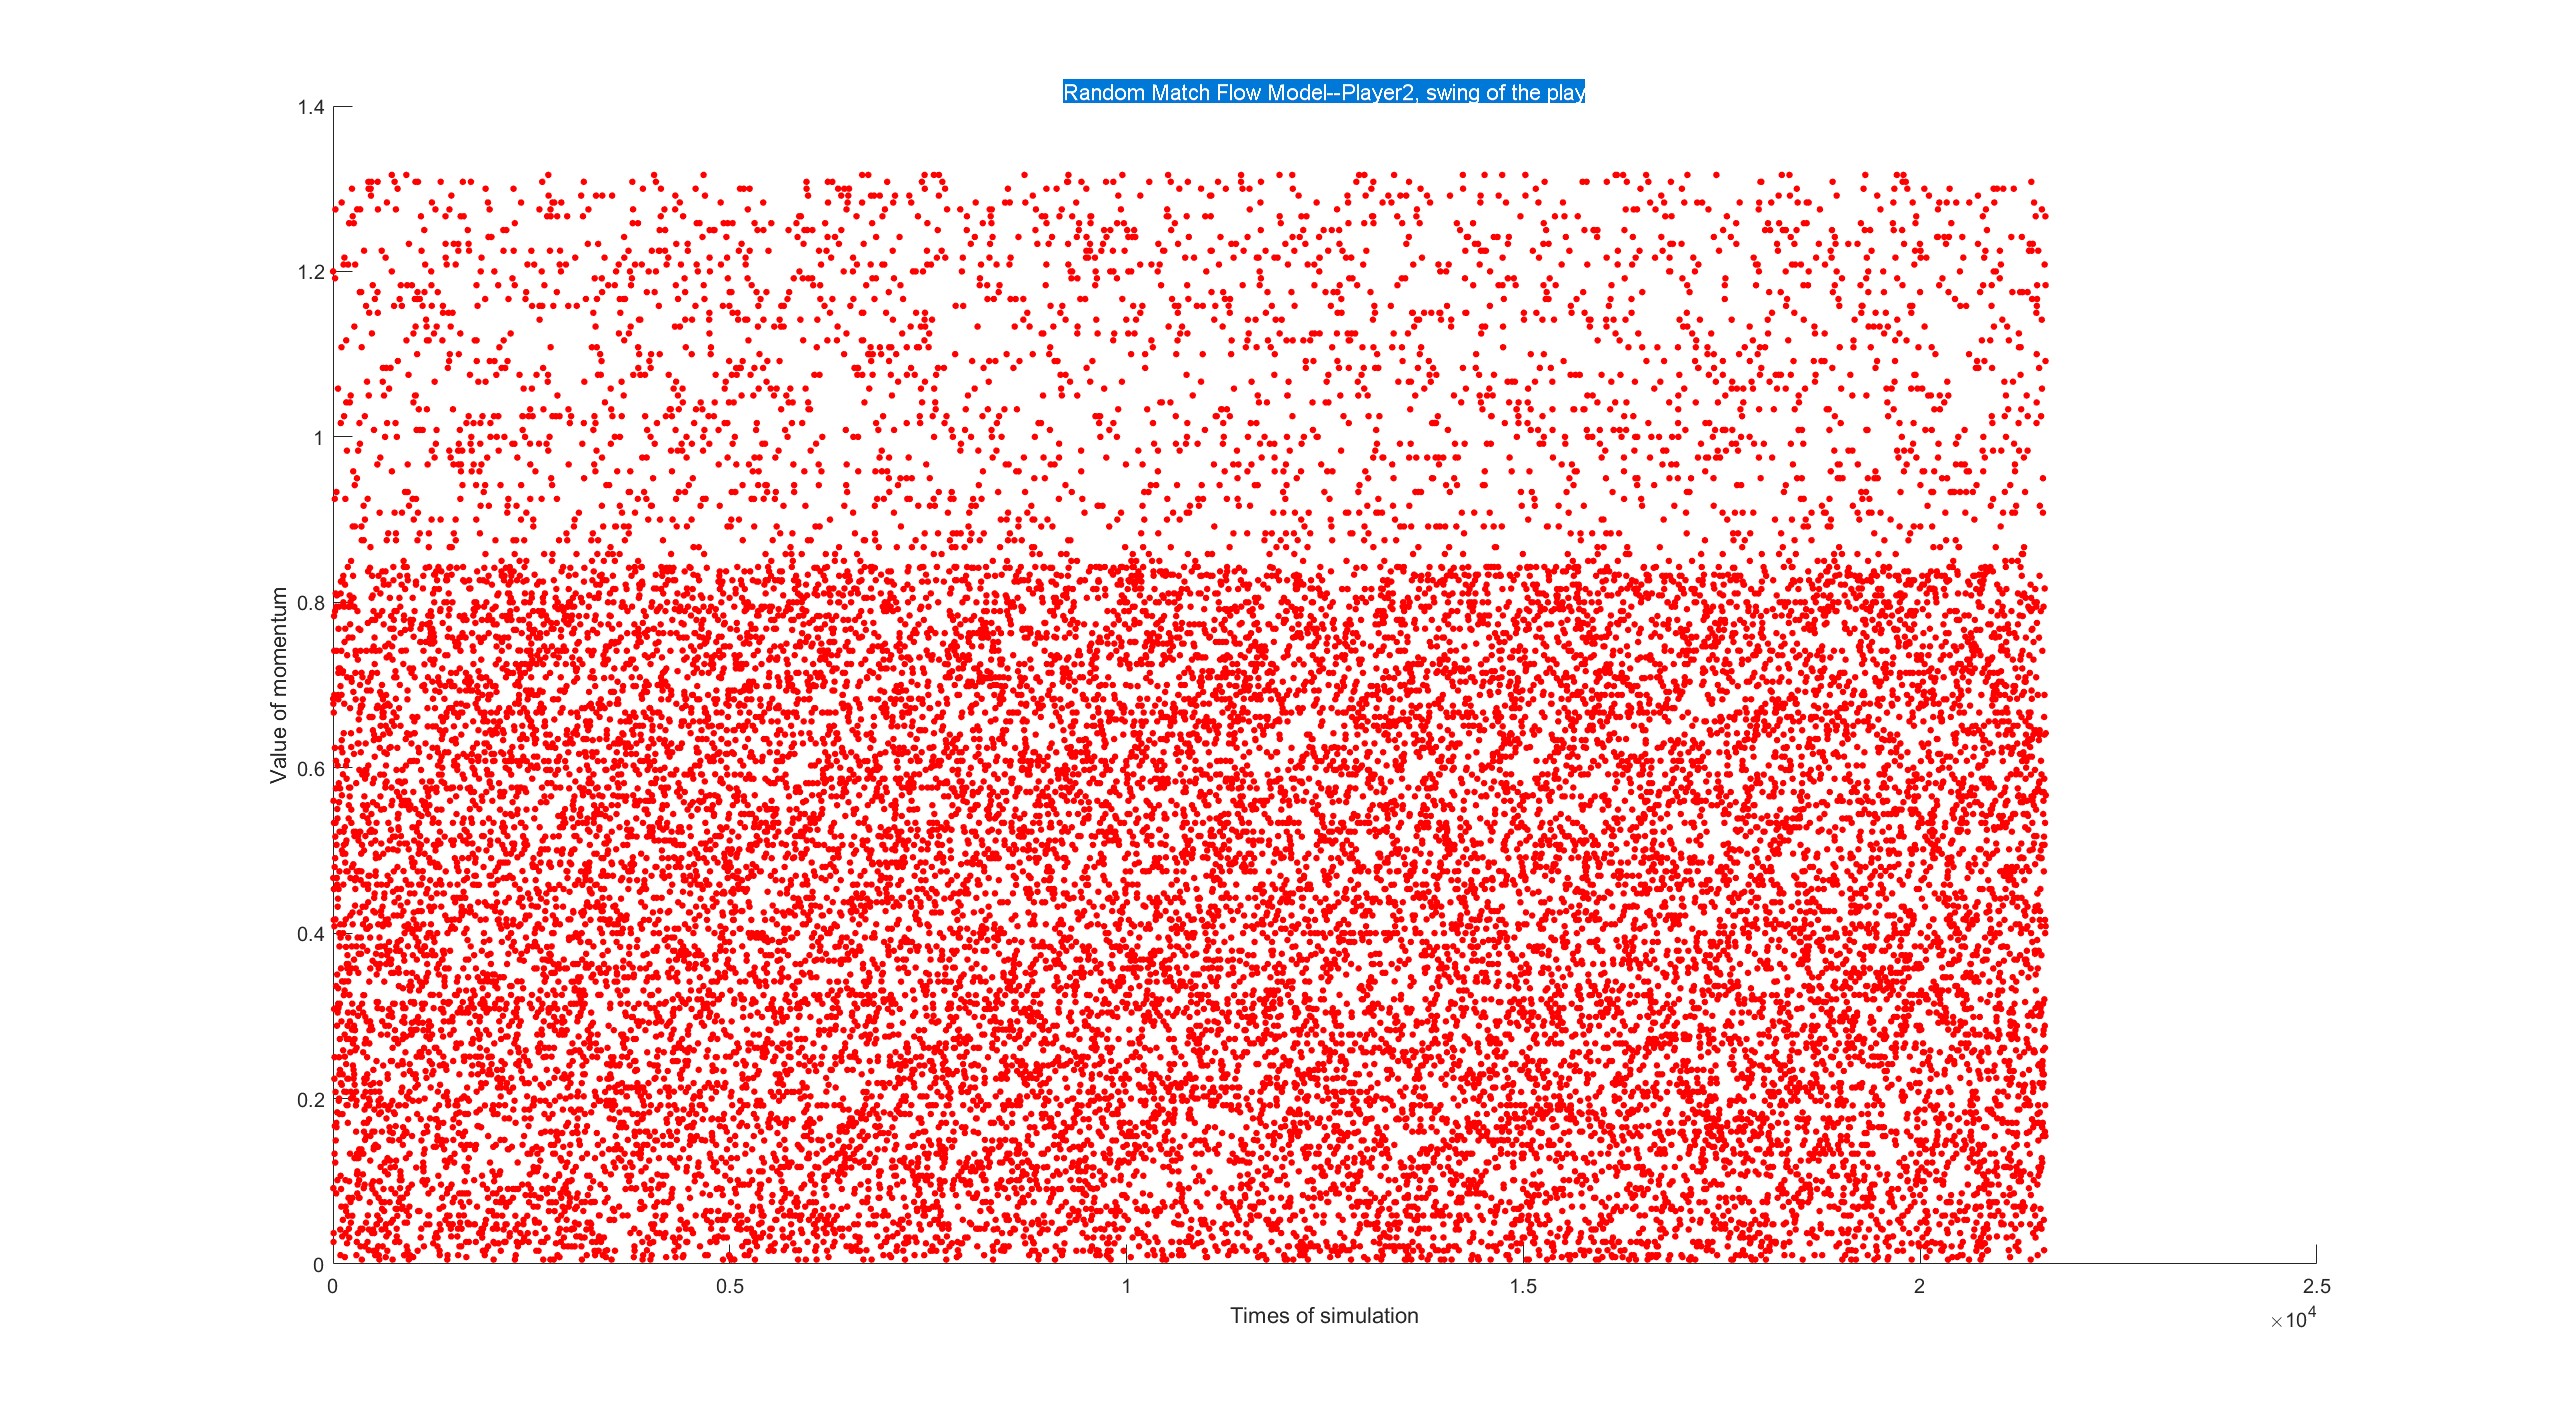 Random Match Flow Model--Player2, swing of the play
1.4
1.2
1
0.8
0.6
0.4
0.2
0
Value of momentum
0 0.5 1 1.5 2 2.5
Times of simulation
×10⁴